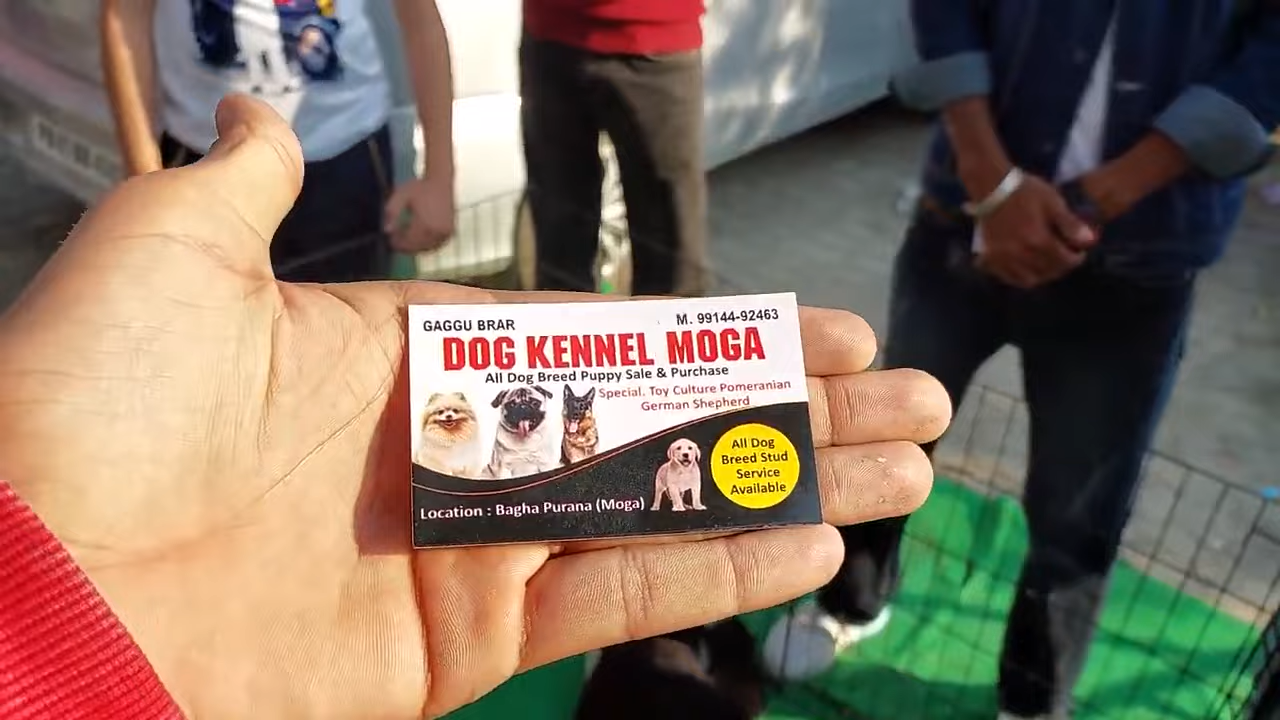 GAGGU BRAR
M. 99144-92463
DOG KENNEL MOGA
All Dog Breed Puppy Sale & Purchase
Special. Toy Culture Pomeranian
German Shepherd
All Dog
Breed Stud
Service
Available
Location : Bagha Purana (Moga)